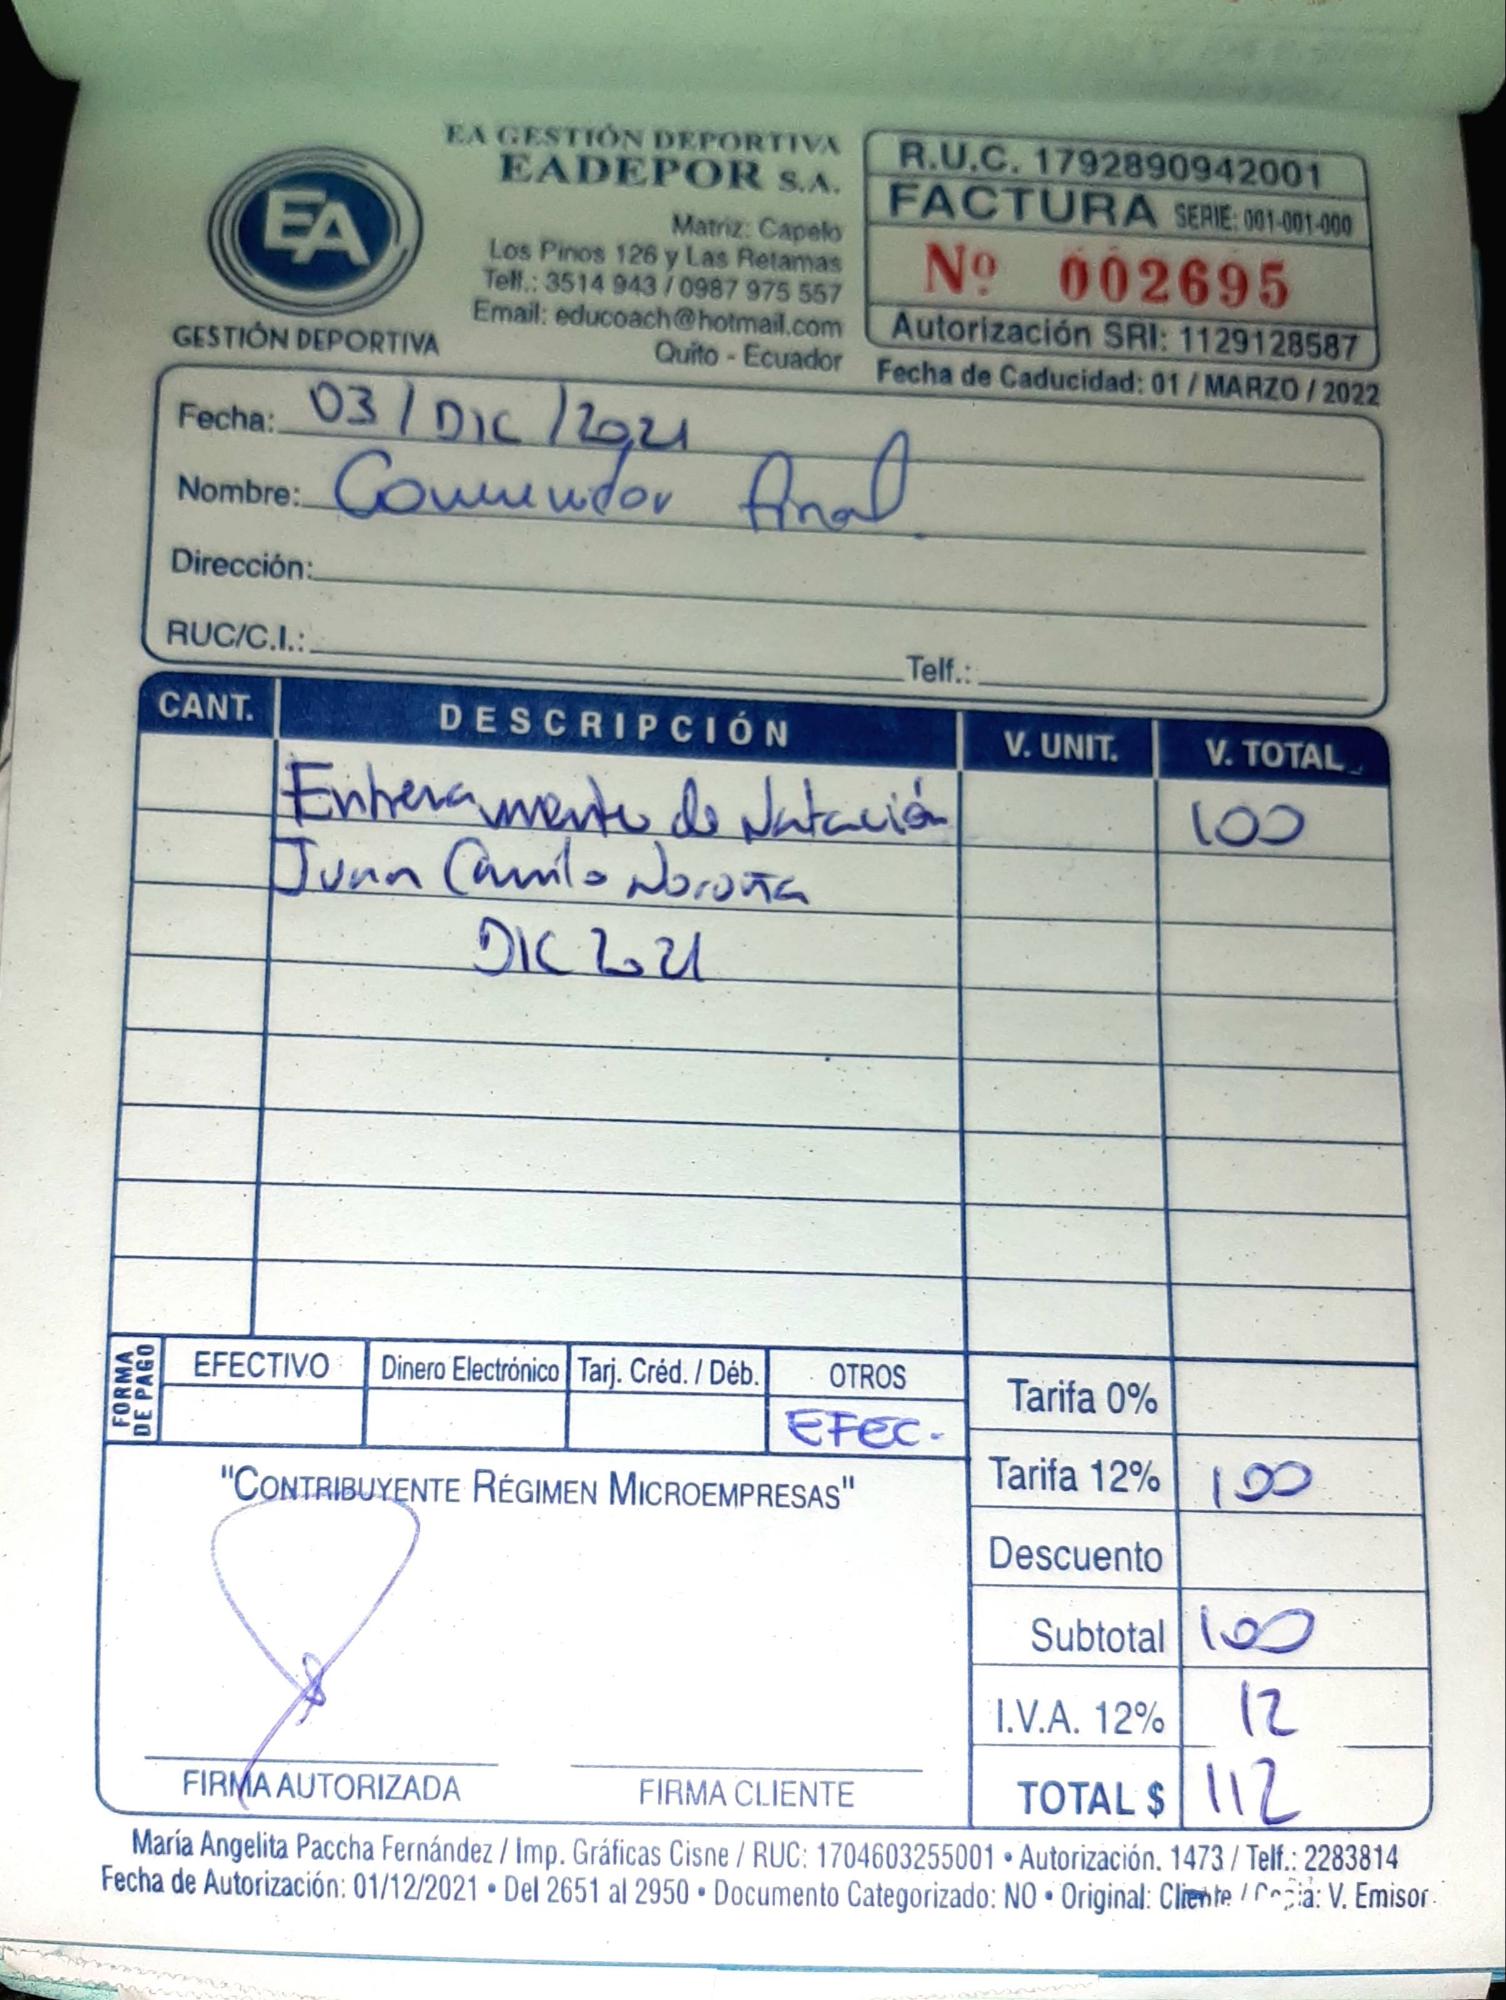 EA GESTIÓN DEPORTIVA
EADEPOR S.A.
EA
GESTIÓN DEPORTIVA
Matriz: Capelo
Los Pinos 126 y Las Retamas
Telf.: 3514 943 / 0987 975 557
Email: educoach@hotmail.com
Quito - Ecuador
R.U.C. 1792890942001
FACTURA SERIE: 001-001-000
Nº 002695
Autorización SRI: 1129128587
Fecha de Caducidad: 01 / MARZO / 2022
Fecha: 03 / DIC / 2021
Nombre: Consumidor final
Dirección:
RUC/C.I.: Telf.:
CANT. DESCRIPCIÓN V. UNIT. V. TOTAL
Entrenamiento de Natación 100
Juan Camilo Noroña
DIC 2021
FORMA DE PAGO
EFECTIVO Dinero Electrónico Tarj. Créd. / Déb. OTROS
EFEC.
Tarifa 0%
Tarifa 12% 100
Descuento
Subtotal 100
I.V.A. 12% 12
TOTAL $ 112
"CONTRIBUYENTE RÉGIMEN MICROEMPRESAS"
FIRMA AUTORIZADA FIRMA CLIENTE
María Angelita Paccha Fernández / Imp. Gráficas Cisne / RUC: 1704603255001 • Autorización. 1473 / Telf.: 2283814
Fecha de Autorización: 01/12/2021 • Del 2651 al 2950 • Documento Categorizado: NO • Original: Cliente / Copia: V. Emisor